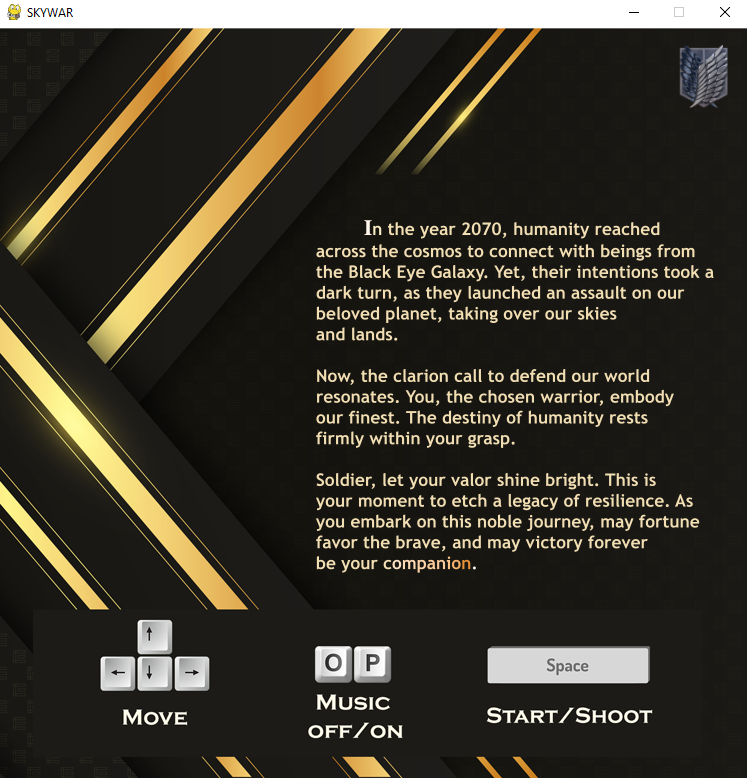 SKYWAR
In the year 2070, humanity reached
across the cosmos to connect with beings from
the Black Eye Galaxy. Yet, their intentions took a
dark turn, as they launched an assault on our
beloved planet, taking over our skies
and lands.
Now, the clarion call to defend our world
resonates. You, the chosen warrior, embody
our finest. The destiny of humanity rests
firmly within your grasp.
Soldier, let your valor shine bright. This is
your moment to etch a legacy of resilience. As
you embark on this noble journey, may fortune
favor the brave, and may victory forever
be your companion.
↑
← ↓ →
Move
O P
Music
off/on
Space
Start/Shoot